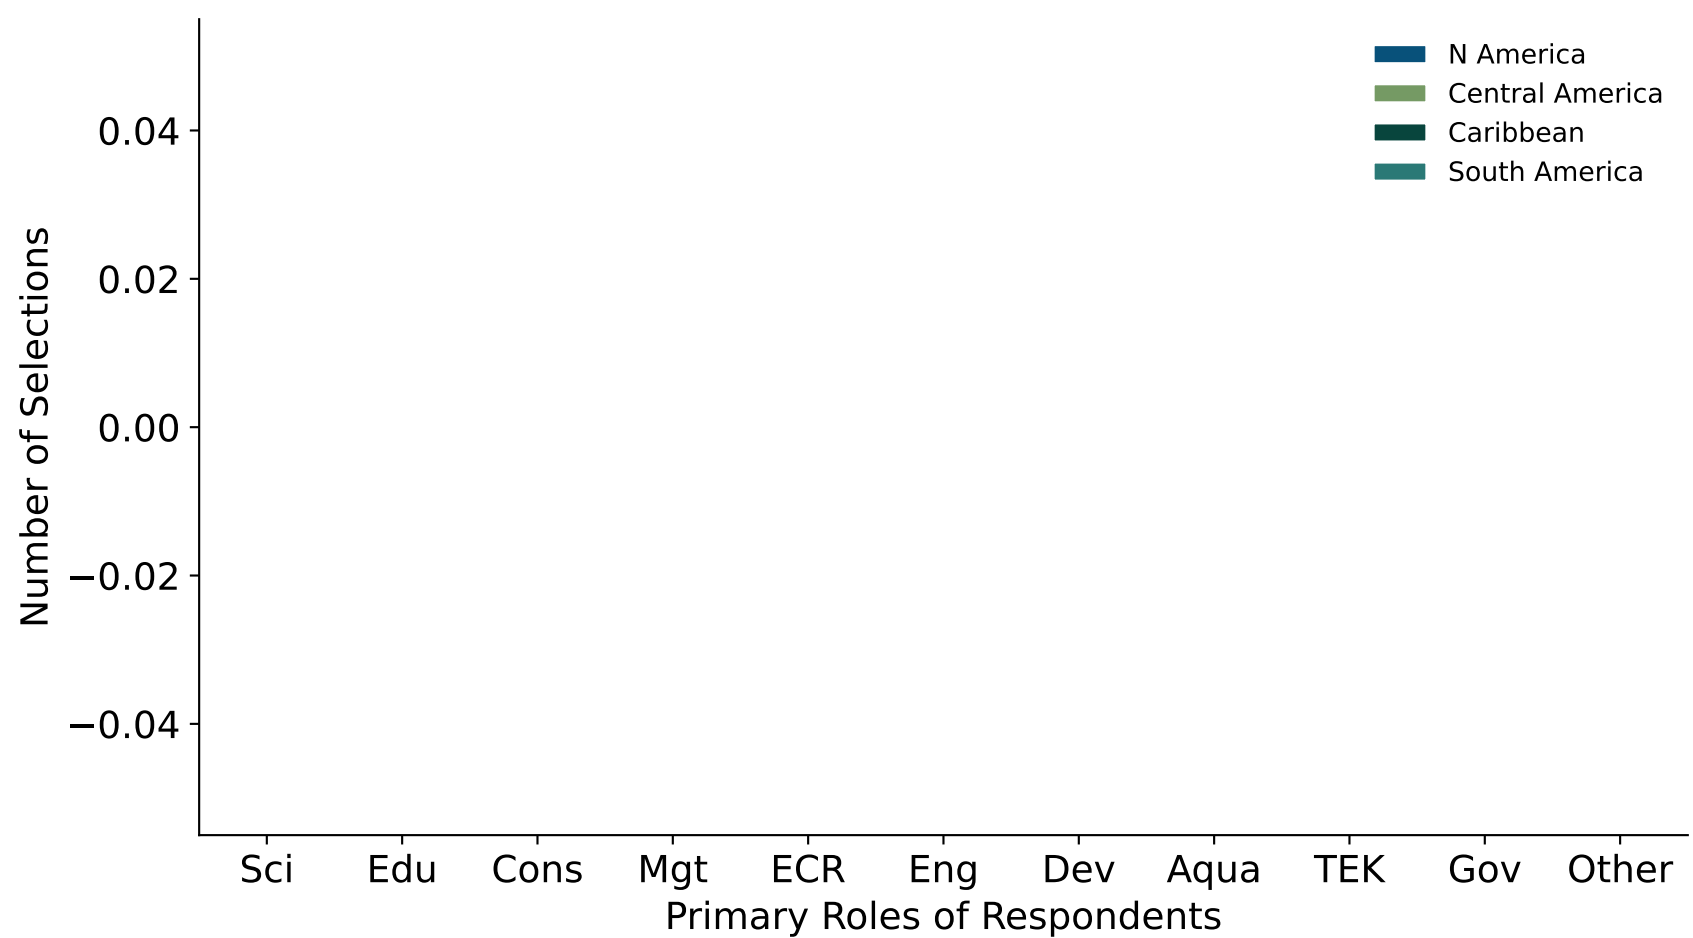 N America
Central America
Caribbean
South America
Number of Selections
0.04
0.02
0.00
−0.02
−0.04
Sci Edu Cons Mgt ECR Eng Dev Aqua TEK Gov Other
Primary Roles of Respondents